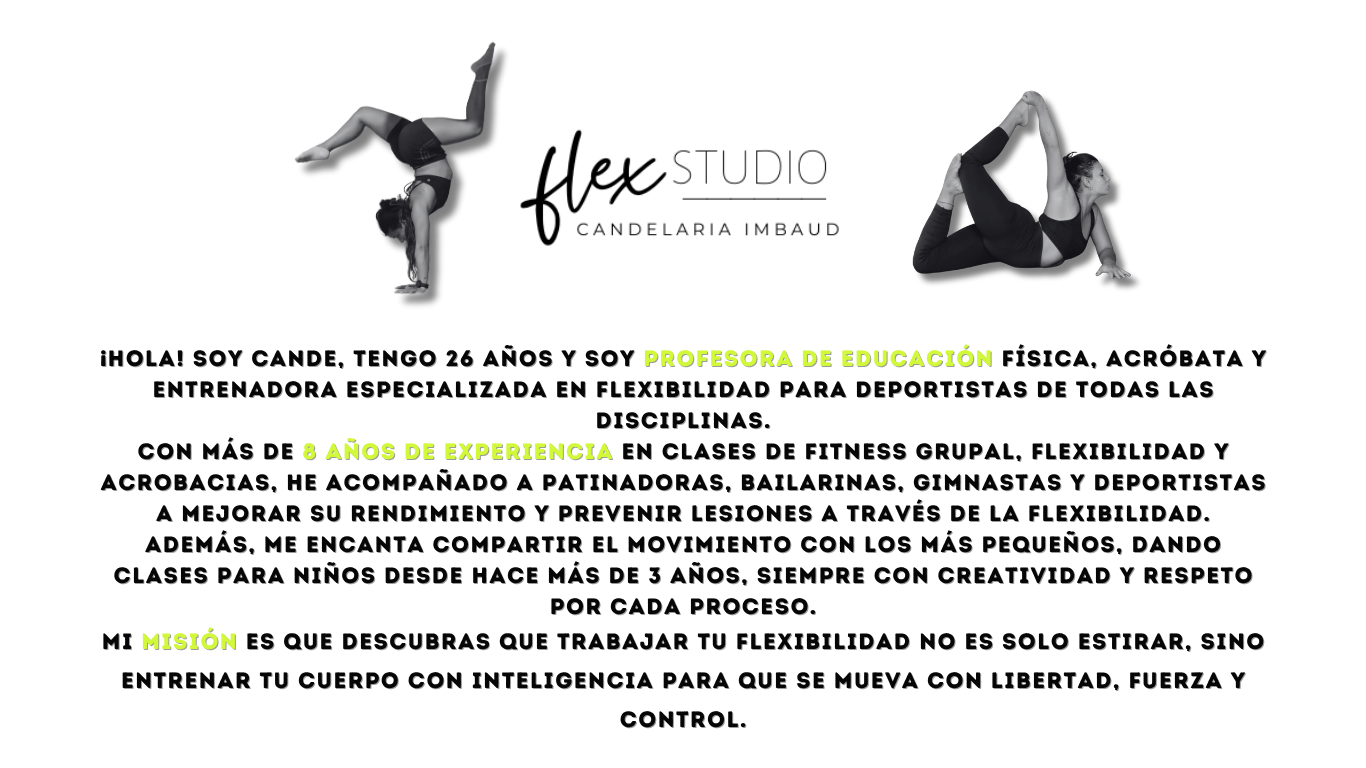 flex STUDIO
CANDELARIA IMBAUD
¡HOLA! SOY CANDE, TENGO 26 AÑOS Y SOY PROFESORA DE EDUCACIÓN FÍSICA, ACRÓBATA Y
ENTRENADORA ESPECIALIZADA EN FLEXIBILIDAD PARA DEPORTISTAS DE TODAS LAS
DISCIPLINAS.
CON MÁS DE 8 AÑOS DE EXPERIENCIA EN CLASES DE FITNESS GRUPAL, FLEXIBILIDAD Y
ACROBACIAS, HE ACOMPAÑADO A PATINADORAS, BAILARINAS, GIMNASTAS Y DEPORTISTAS
A MEJORAR SU RENDIMIENTO Y PREVENIR LESIONES A TRAVÉS DE LA FLEXIBILIDAD.
ADEMÁS, ME ENCANTA COMPARTIR EL MOVIMIENTO CON LOS MÁS PEQUEÑOS, DANDO
CLASES PARA NIÑOS DESDE HACE MÁS DE 3 AÑOS, SIEMPRE CON CREATIVIDAD Y RESPETO
POR CADA PROCESO.
MI MISIÓN ES QUE DESCUBRAS QUE TRABAJAR TU FLEXIBILIDAD NO ES SOLO ESTIRAR, SINO
ENTRENAR TU CUERPO CON INTELIGENCIA PARA QUE SE MUEVA CON LIBERTAD, FUERZA Y
CONTROL.